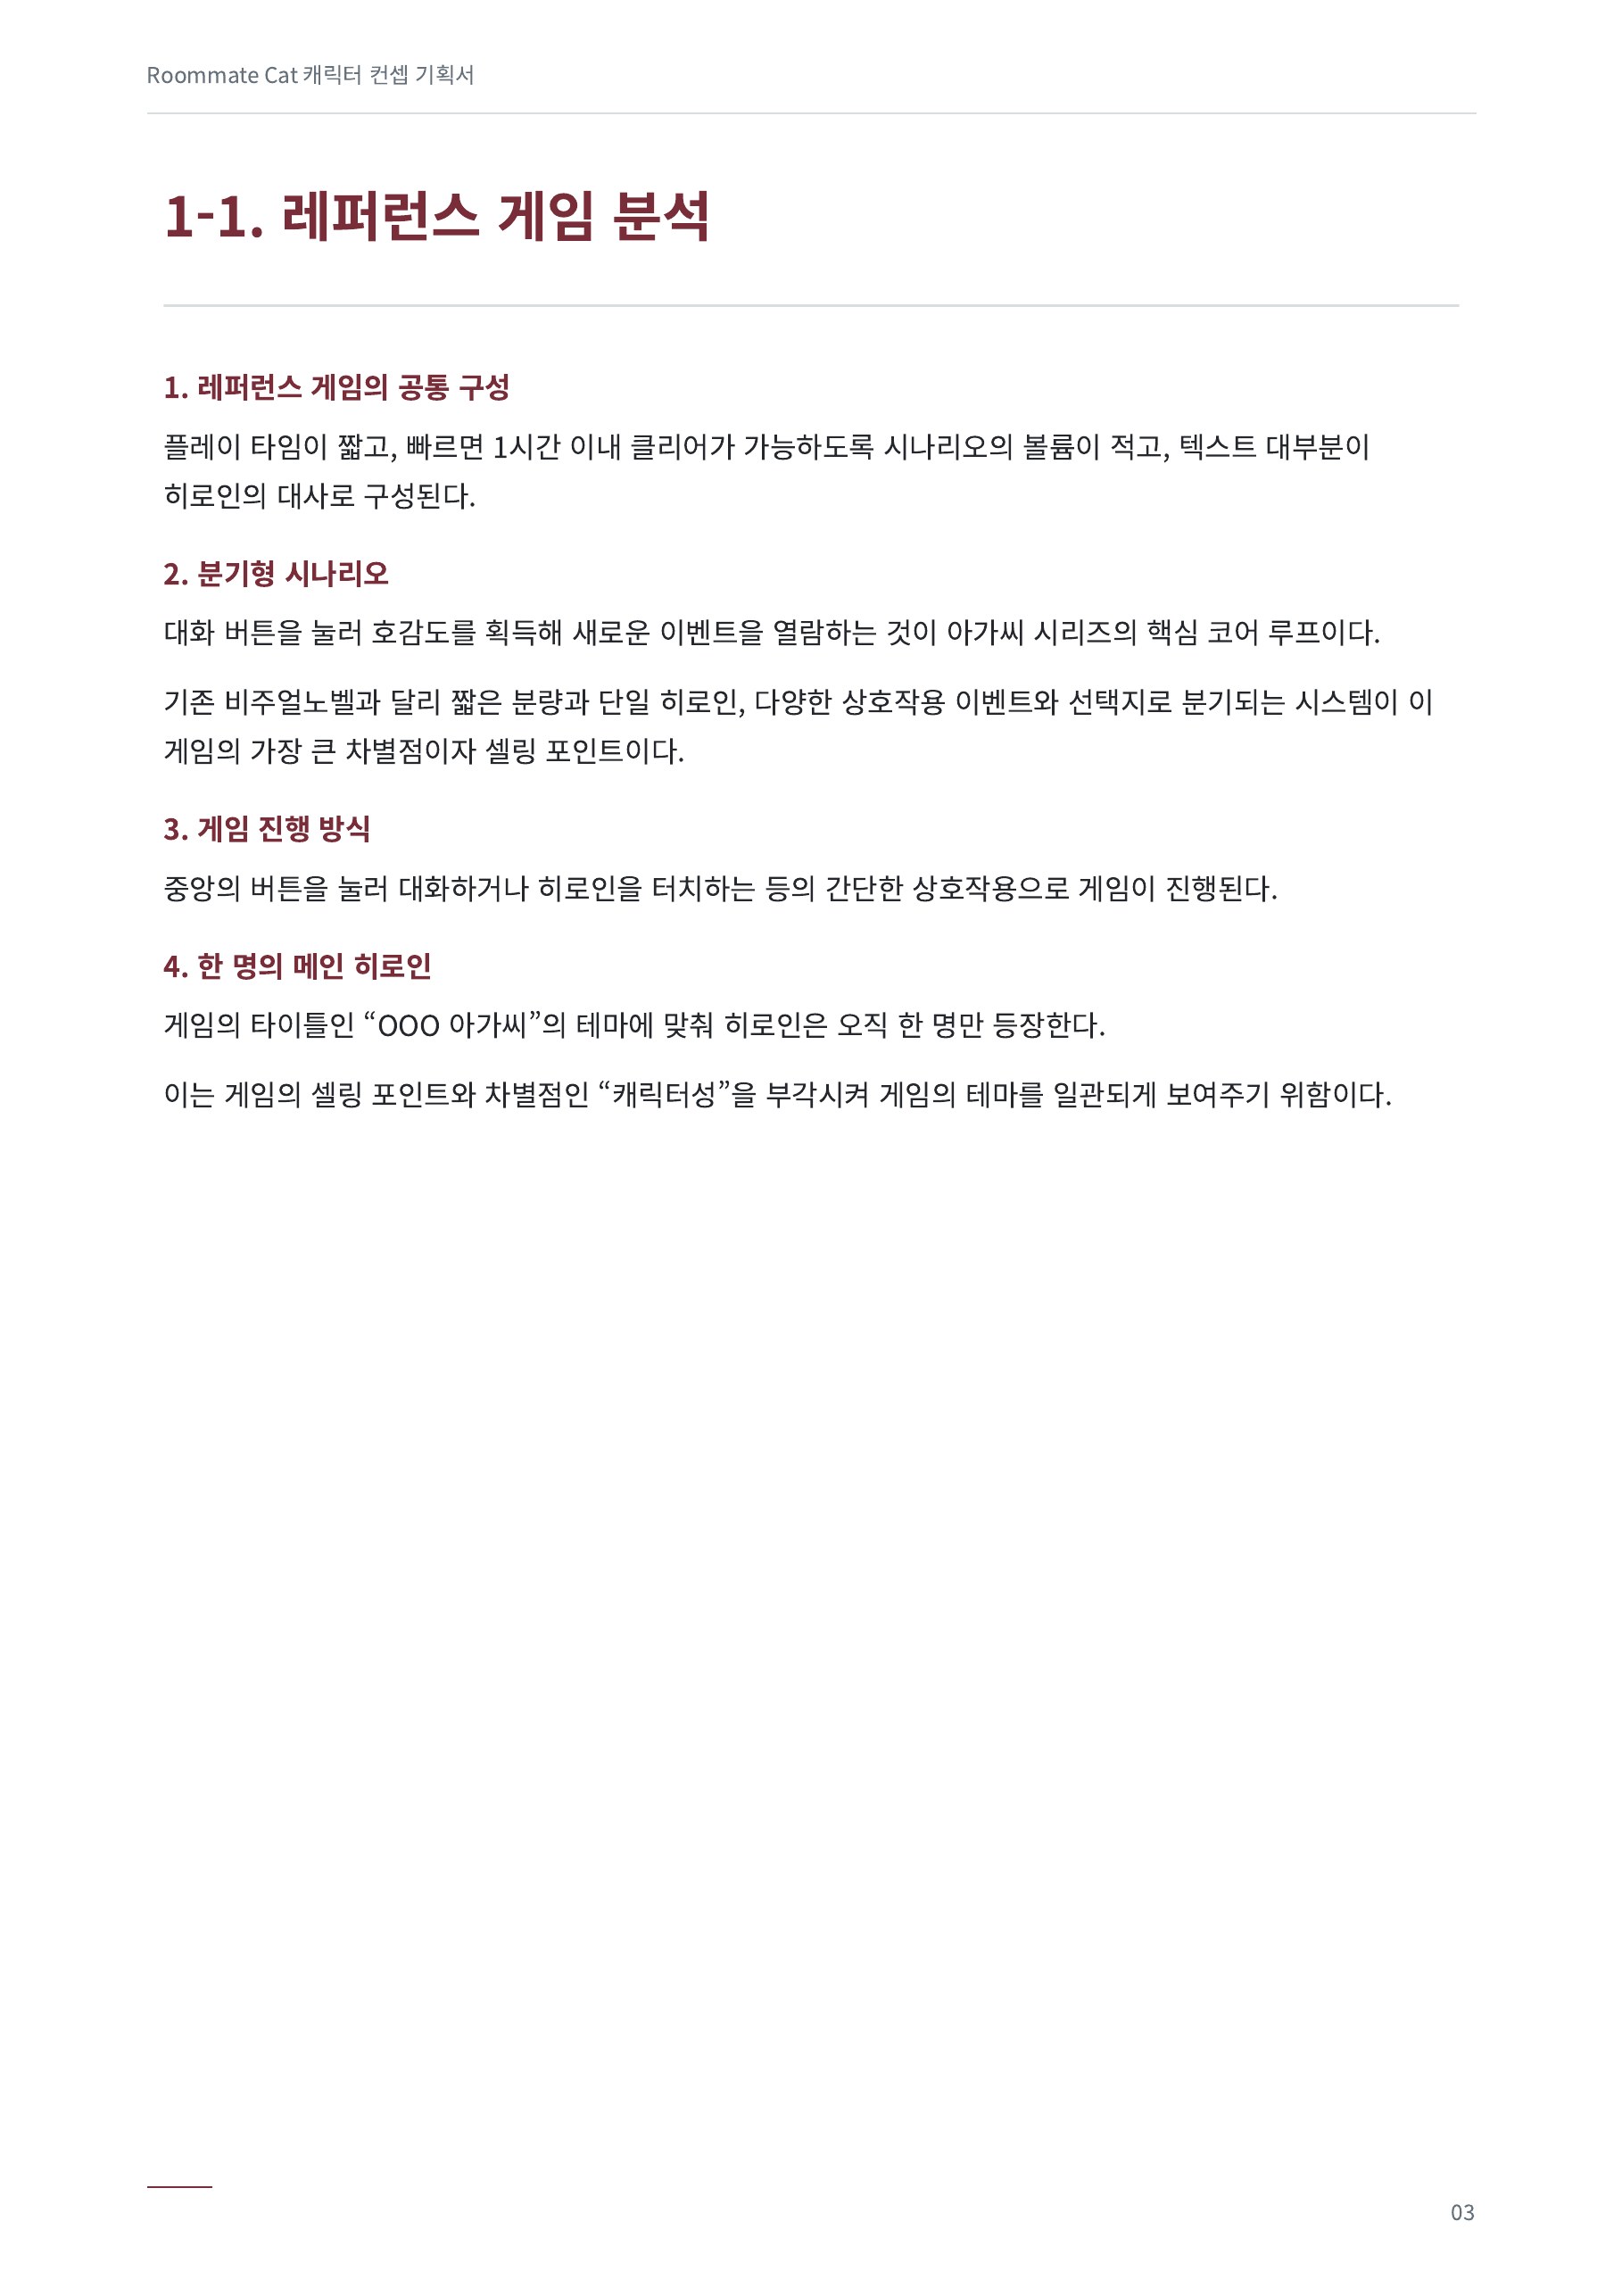 Roommate Cat 캐릭터 컨셉 기획서
1-1. 레퍼런스 게임 분석
1. 레퍼런스 게임의 공통 구성
플레이 타임이 짧고, 빠르면 1시간 이내 클리어가 가능하도록 시나리오의 볼륨이 적고, 텍스트 대부분이
히로인의 대사로 구성된다.
2. 분기형 시나리오
대화 버튼을 눌러 호감도를 획득해 새로운 이벤트을 열람하는 것이 아가씨 시리즈의 핵심 코어 루프이다.
기존 비주얼노벨과 달리 짧은 분량과 단일 히로인, 다양한 상호작용 이벤트와 선택지로 분기되는 시스템이 이
게임의 가장 큰 차별점이자 셀링 포인트이다.
3. 게임 진행 방식
중앙의 버튼을 눌러 대화하거나 히로인을 터치하는 등의 간단한 상호작용으로 게임이 진행된다.
4. 한 명의 메인 히로인
게임의 타이틀인 “OOO 아가씨”의 테마에 맞춰 히로인은 오직 한 명만 등장한다.
이는 게임의 셀링 포인트와 차별점인 “캐릭터성”을 부각시켜 게임의 테마를 일관되게 보여주기 위함이다.
03